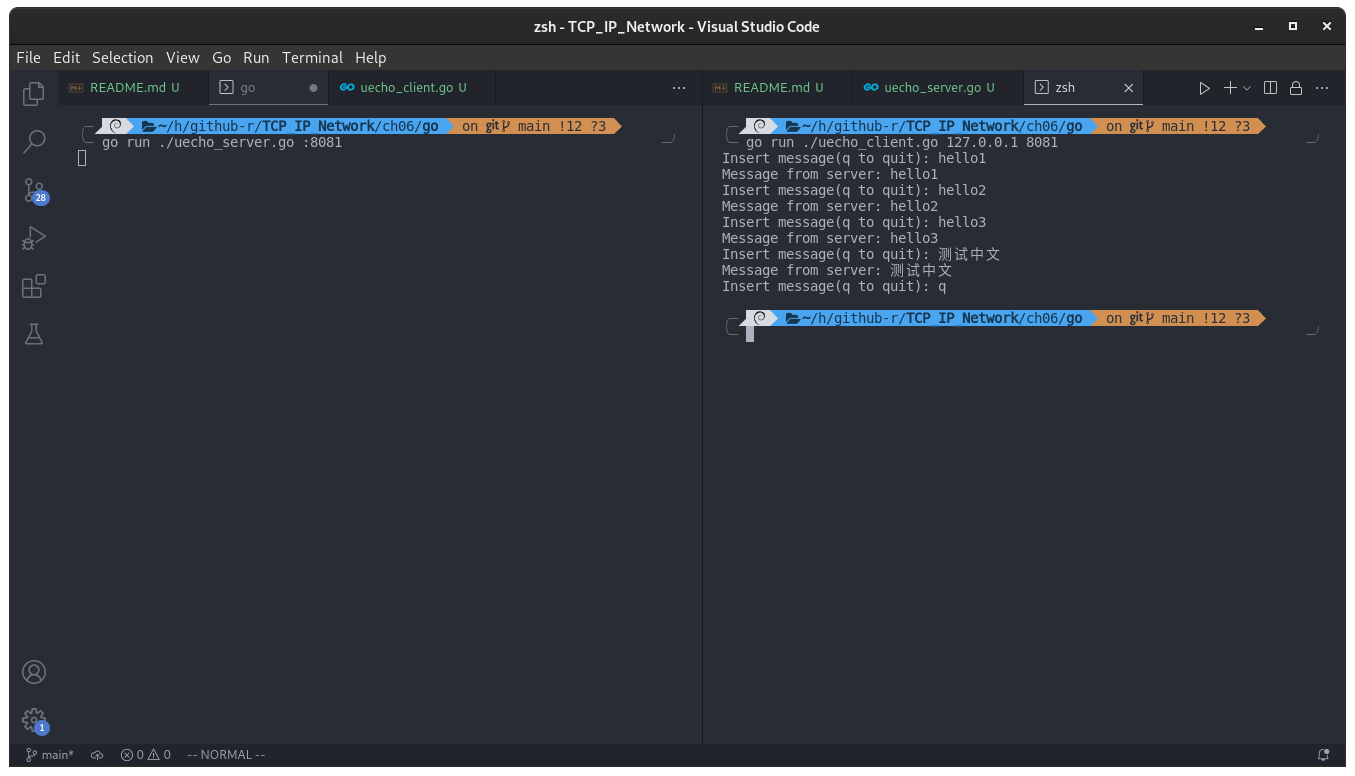 zsh - TCP_IP_Network - Visual Studio Code
File Edit Selection View Go Run Terminal Help
README.md U go uecho_client.go U
~/h/github-r/TCP_IP_Network/ch06/go on git main !12 ?3
go run ./uecho_server.go :8081
README.md U uecho_server.go U zsh
~/h/github-r/TCP_IP_Network/ch06/go on git main !12 ?3
go run ./uecho_client.go 127.0.0.1 8081
Insert message(q to quit): hello1
Message from server: hello1
Insert message(q to quit): hello2
Message from server: hello2
Insert message(q to quit): hello3
Message from server: hello3
Insert message(q to quit): 测试中文
Message from server: 测试中文
Insert message(q to quit): q
~/h/github-r/TCP_IP_Network/ch06/go on git main !12 ?3
28
1
main* 0 0 -- NORMAL --